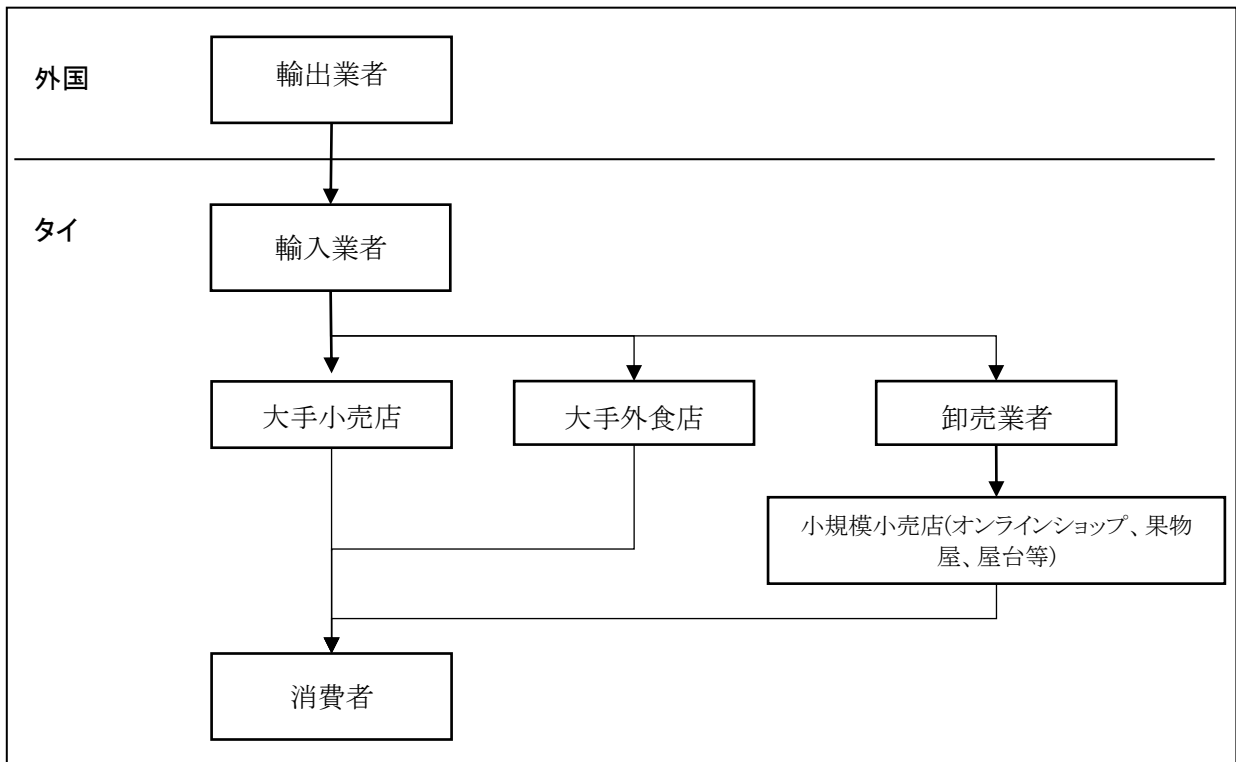 外国
輸出業者
タイ
輸入業者
大手小売店
大手外食店
卸売業者
小規模小売店(オンラインショップ、果物
屋、屋台等)
消費者